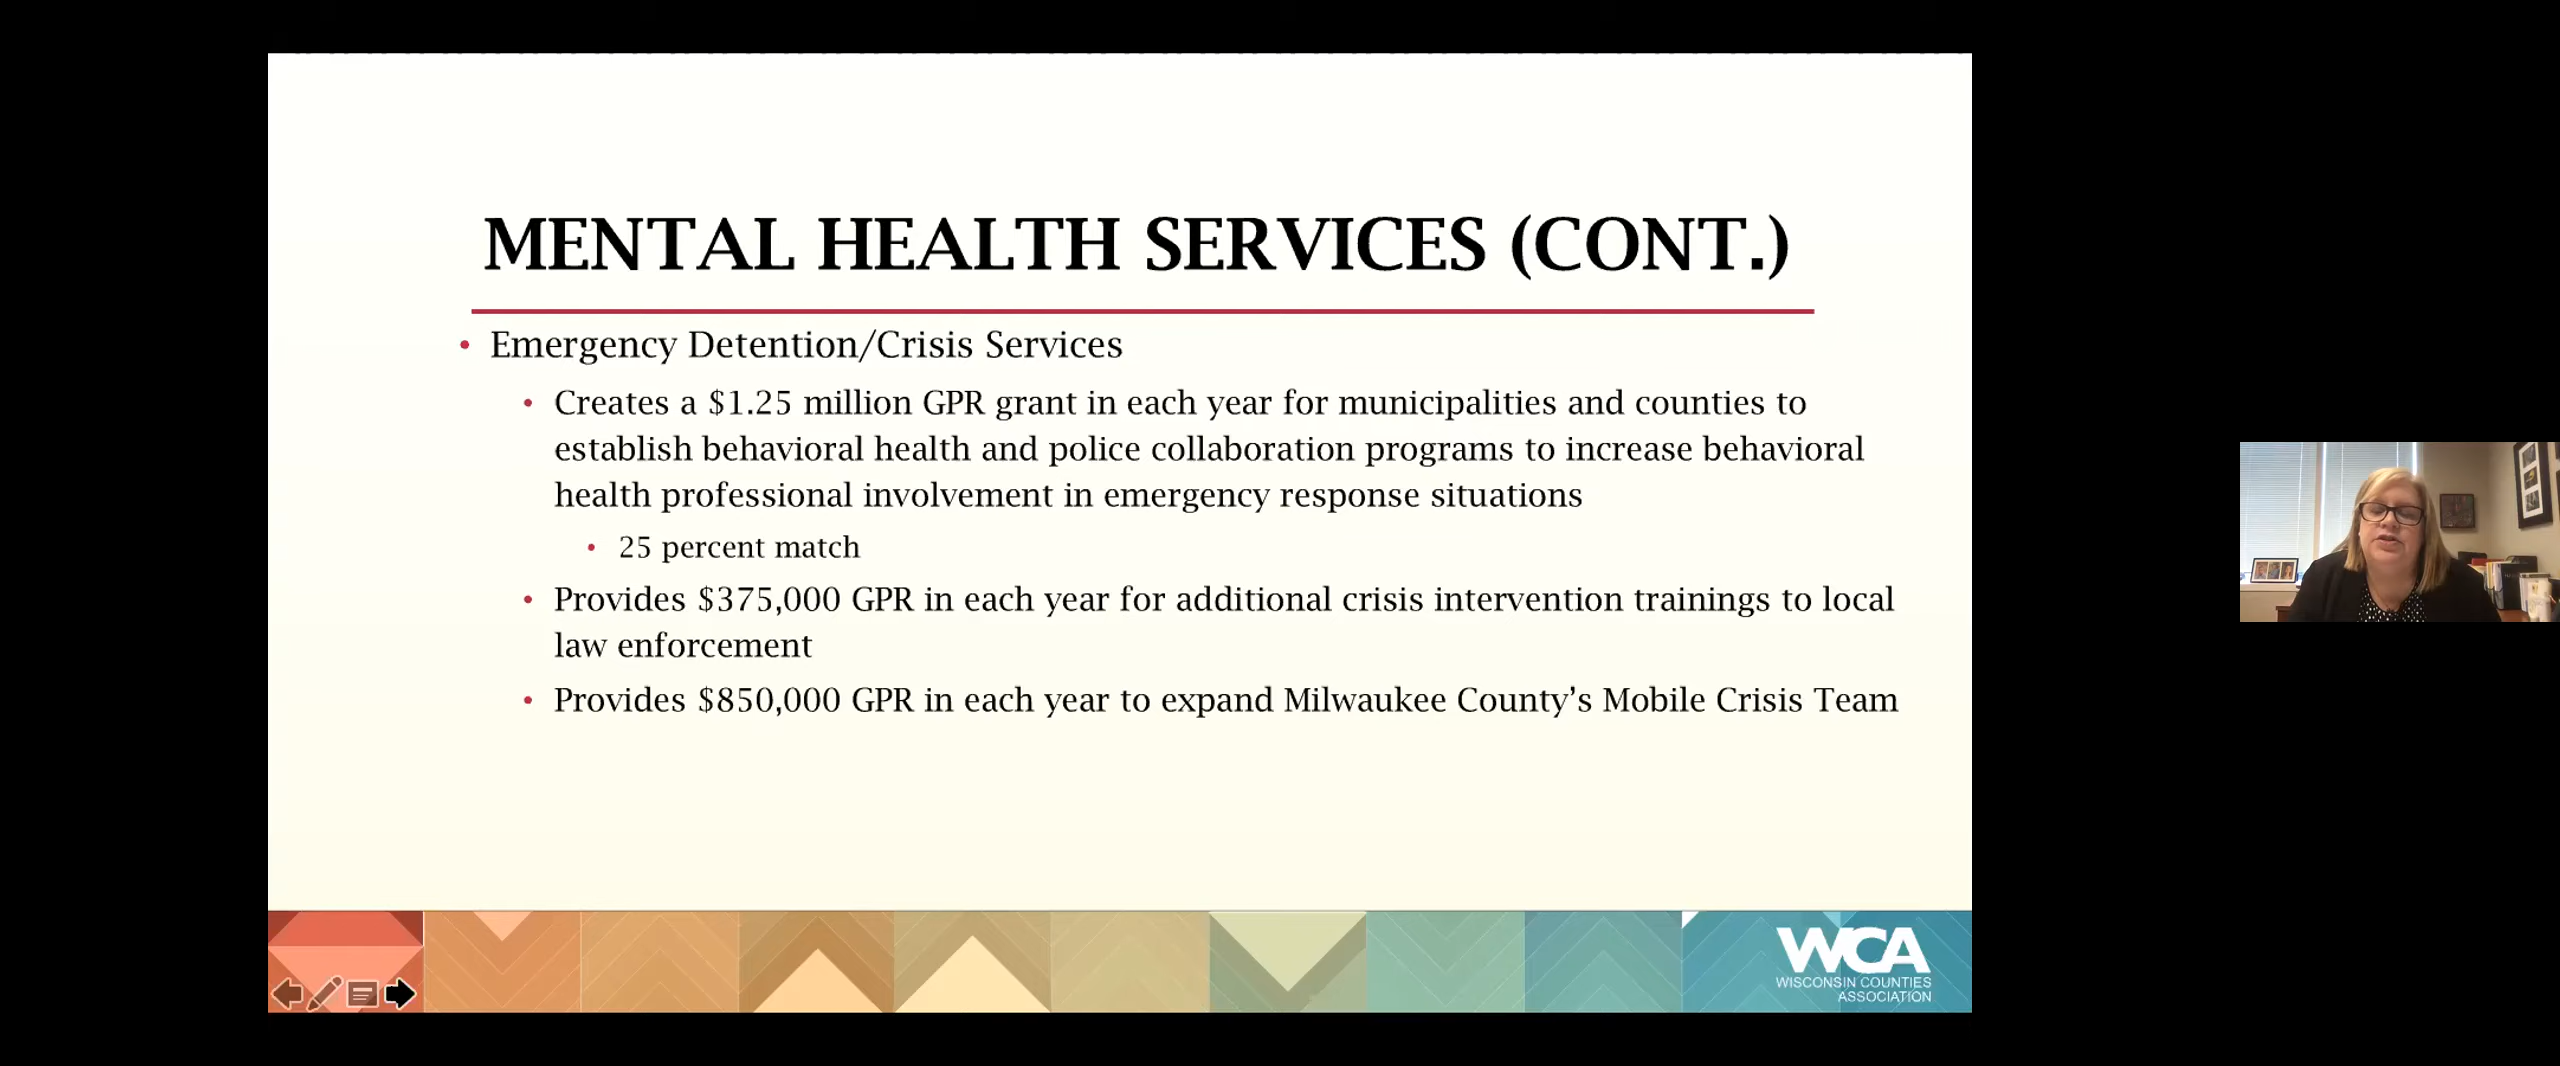 MENTAL HEALTH SERVICES (CONT.)
• Emergency Detention/Crisis Services
• Creates a $1.25 million GPR grant in each year for municipalities and counties to
establish behavioral health and police collaboration programs to increase behavioral
health professional involvement in emergency response situations
• 25 percent match
• Provides $375,000 GPR in each year for additional crisis intervention trainings to local
law enforcement
• Provides $850,000 GPR in each year to expand Milwaukee County’s Mobile Crisis Team
WCA
WISCONSIN COUNTIES
ASSOCIATION